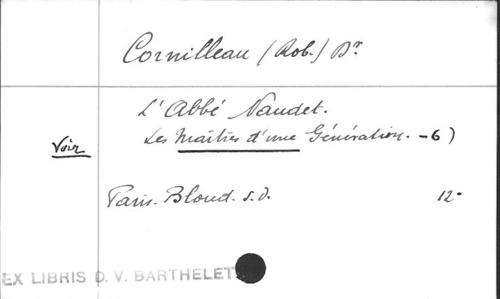 Cornilleau (Rob.) Dr.
L'Abbé Naudet.
Voir Les Maîtres d'une Génération. - 6)
Paris. Bloud. s.d. 12°
EX LIBRIS D. V. BARTHELET